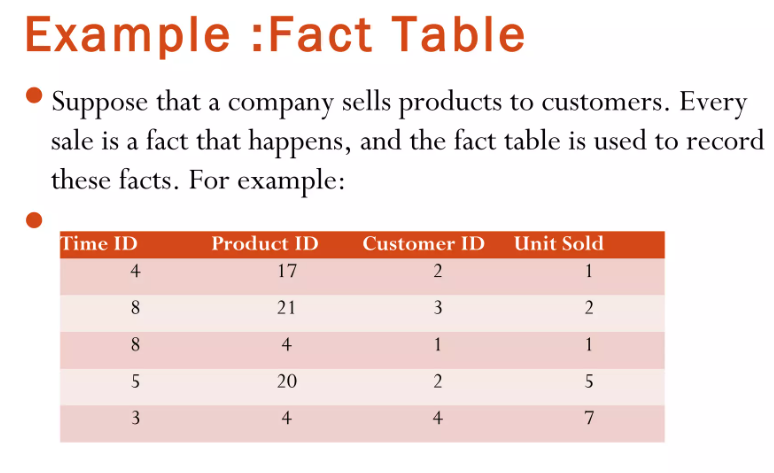 Example :Fact Table
Suppose that a company sells products to customers. Every
sale is a fact that happens, and the fact table is used to record
these facts. For example:
Time ID Product ID Customer ID Unit Sold
4 17 2 1
8 21 3 2
8 4 1 1
5 20 2 5
3 4 4 7